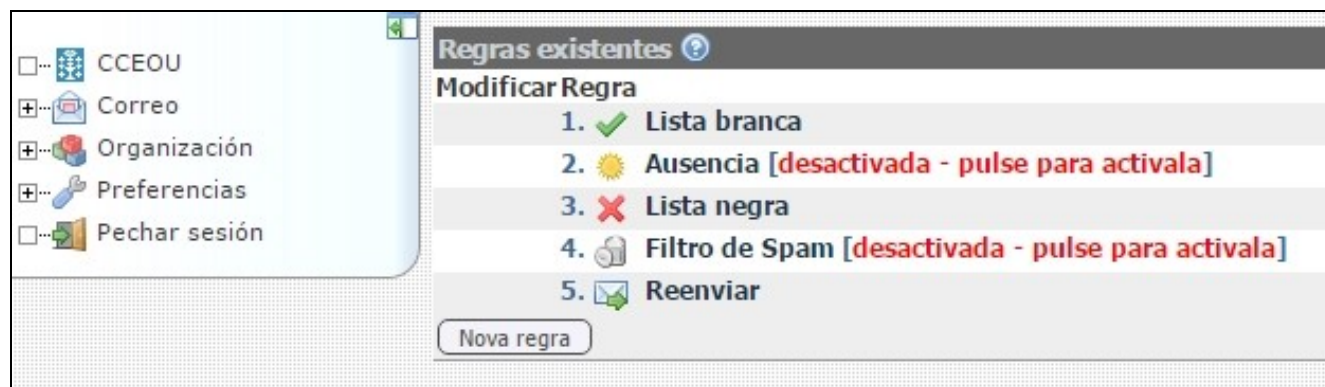 CCEOU
Correo
Organización
Preferencias
Pechar sesión
Regras existentes
Modificar Regra
1. Lista branca
2. Ausencia [desactivada - pulse para activala]
3. Lista negra
4. Filtro de Spam [desactivada - pulse para activala]
5. Reenviar
Nova regra